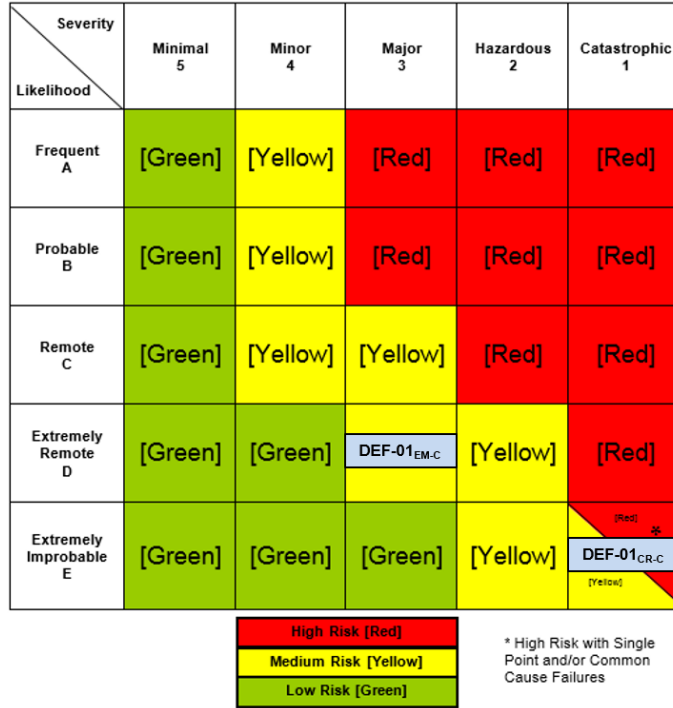 Severity
Likelihood
Minimal
5
Minor
4
Major
3
Hazardous
2
Catastrophic
1
Frequent
A
[Green]
[Yellow]
[Red]
[Red]
[Red]
Probable
B
[Green]
[Yellow]
[Red]
[Red]
[Red]
Remote
C
[Green]
[Yellow]
[Yellow]
[Red]
[Red]
Extremely
Remote
D
[Green]
[Green]
DEF-01EM-C
[Yellow]
[Red]
Extremely
Improbable
E
[Green]
[Green]
[Green]
[Yellow]
[Red]
*
DEF-01CR-C
[Yellow]
High Risk [Red]
Medium Risk [Yellow]
Low Risk [Green]
* High Risk with Single
Point and/or Common
Cause Failures